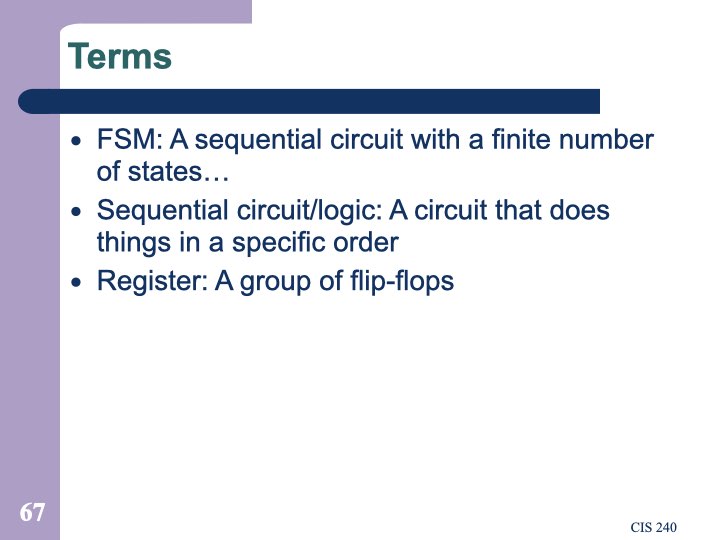 Terms
• FSM: A sequential circuit with a finite number
of states…
• Sequential circuit/logic: A circuit that does
things in a specific order
• Register: A group of flip-flops
67
CIS 240